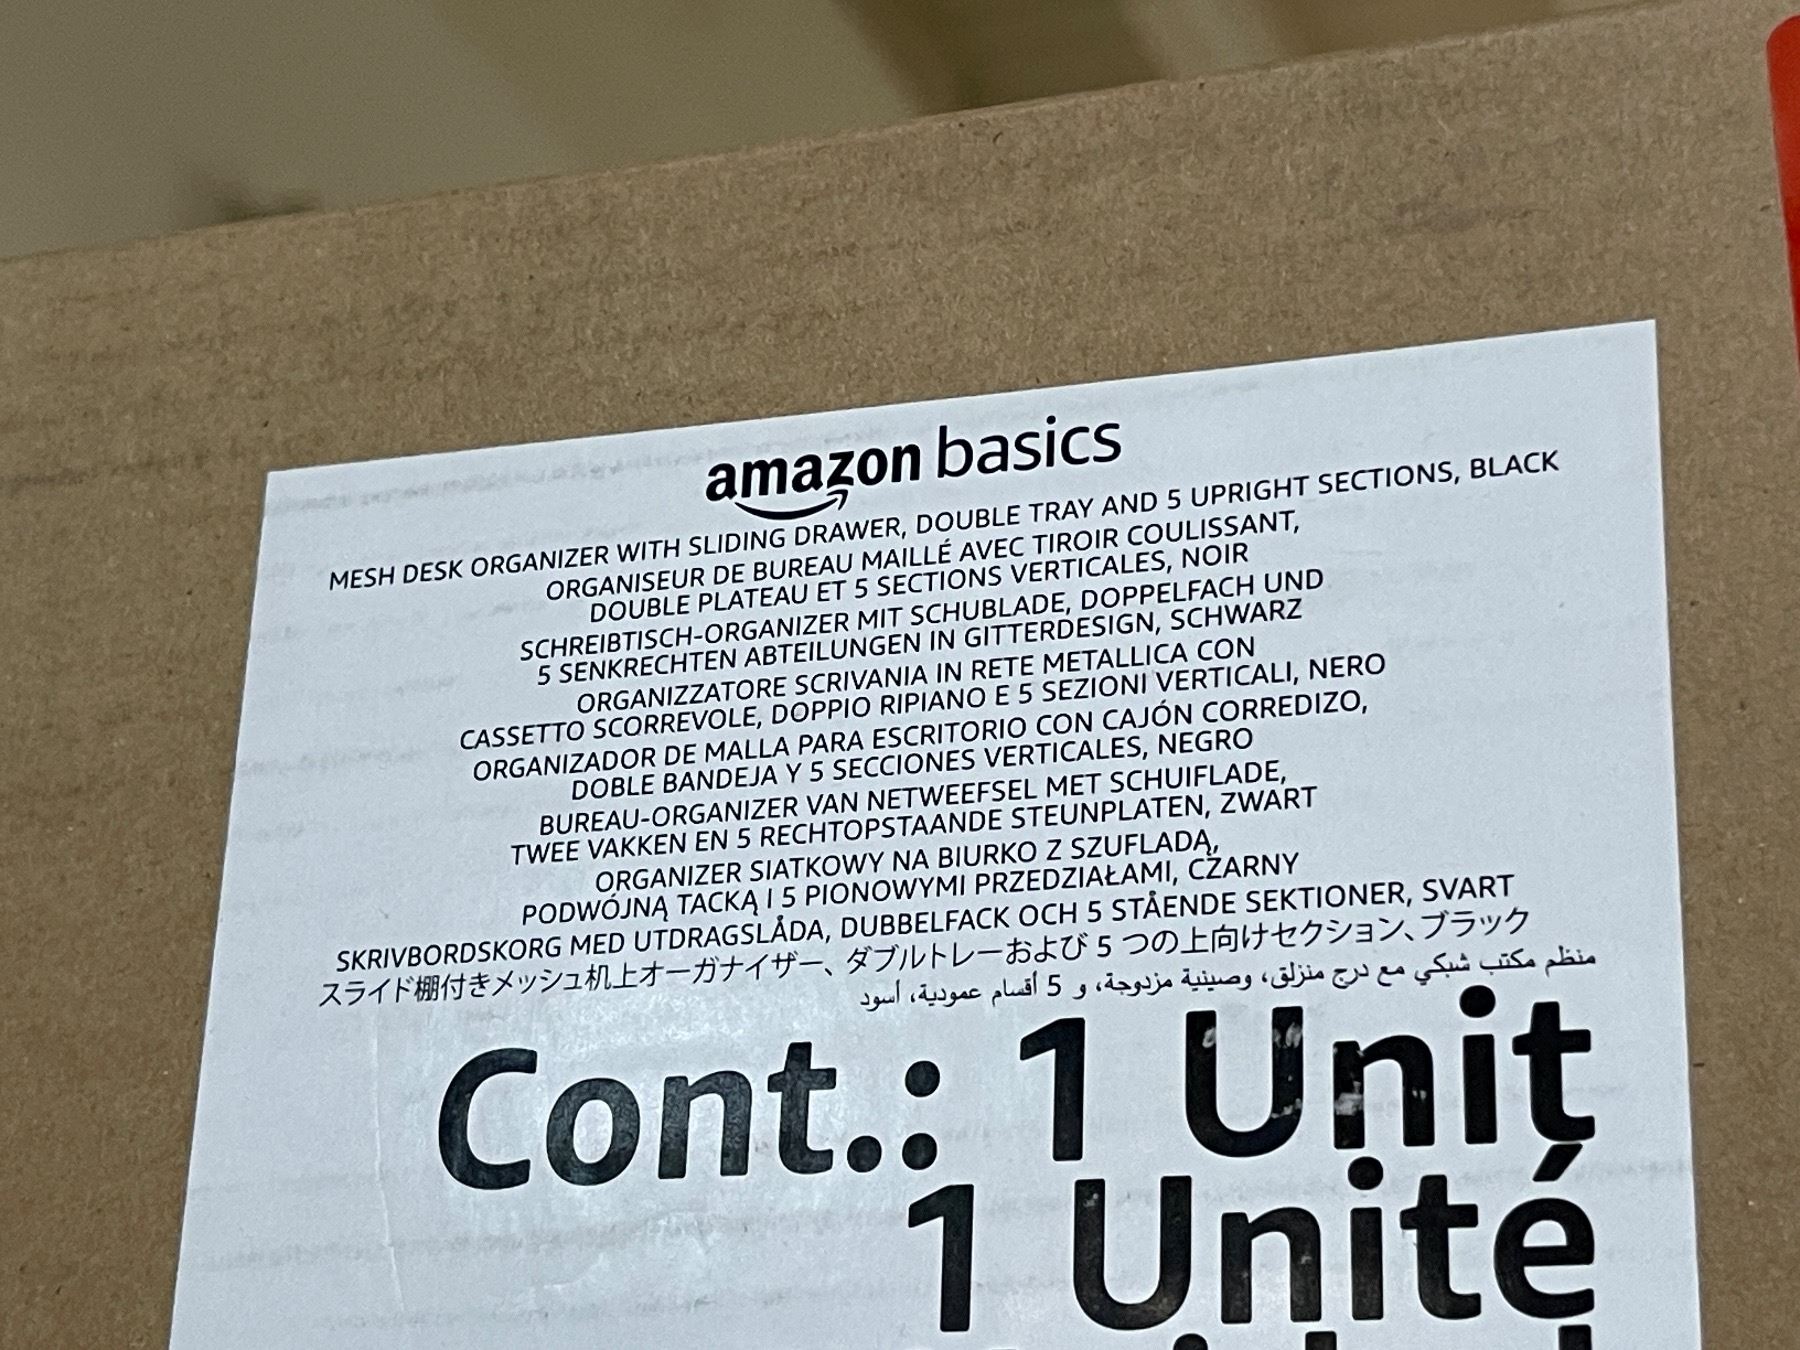 amazon basics
MESH DESK ORGANIZER WITH SLIDING DRAWER, DOUBLE TRAY AND 5 UPRIGHT SECTIONS, BLACK
ORGANISEUR DE BUREAU MAILLÉ AVEC TIROIR COULISSANT,
DOUBLE PLATEAU ET 5 SECTIONS VERTICALES, NOIR
SCHREIBTISCH-ORGANIZER MIT SCHUBLADE, DOPPELFACH UND
5 SENKRECHTEN ABTEILUNGEN IN GITTERDESIGN, SCHWARZ
ORGANIZZATORE SCRIVANIA IN RETE METALLICA CON
CASSETTO SCORREVOLE, DOPPIO RIPIANO E 5 SEZIONI VERTICALI, NERO
ORGANIZADOR DE MALLA PARA ESCRITORIO CON CAJÓN CORREDIZO,
DOBLE BANDEJA Y 5 SECCIONES VERTICALES, NEGRO
BUREAU-ORGANIZER VAN NETWEEFSEL MET SCHUIFLADE,
TWEE VAKKEN EN 5 RECHTOPSTAANDE STEUNPLATEN, ZWART
ORGANIZER SIATKOWY NA BIURKO Z SZUFLADĄ,
PODWÓJNĄ TACKĄ I 5 PIONOWYMI PRZEDZIAŁAMI, CZARNY
SKRIVBORDSKORG MED UTDRAGSLÅDA, DUBBELFACK OCH 5 STÅENDE SEKTIONER, SVART
スライド棚付きメッシュ机上オーガナイザー、ダブルトレーおよび 5 つの上向けセクション、ブラック
منظم مكتب شبكي مع درج منزلق، وصينية مزدوجة، و 5 أقسام عمودية، أسود
Cont.: 1 Unit
1 Unité